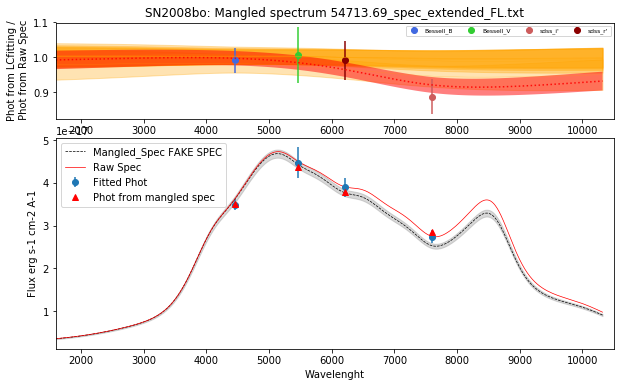 SN2008bo: Mangled spectrum 54713.69_spec_extended_FL.txt
Phot from LCfitting /
Phot from Raw Spec
1.1
1.0
0.9
Bessell_B
Bessell_V
sdss_i'
sdss_r'
2000 3000 4000 5000 6000 7000 8000 9000 10000
Flux erg s-1 cm-2 A-1
5
4
3
2
1
Mangled_Spec FAKE SPEC
Raw Spec
Fitted Phot
Phot from mangled spec
2000 3000 4000 5000 6000 7000 8000 9000 10000
Wavelenght